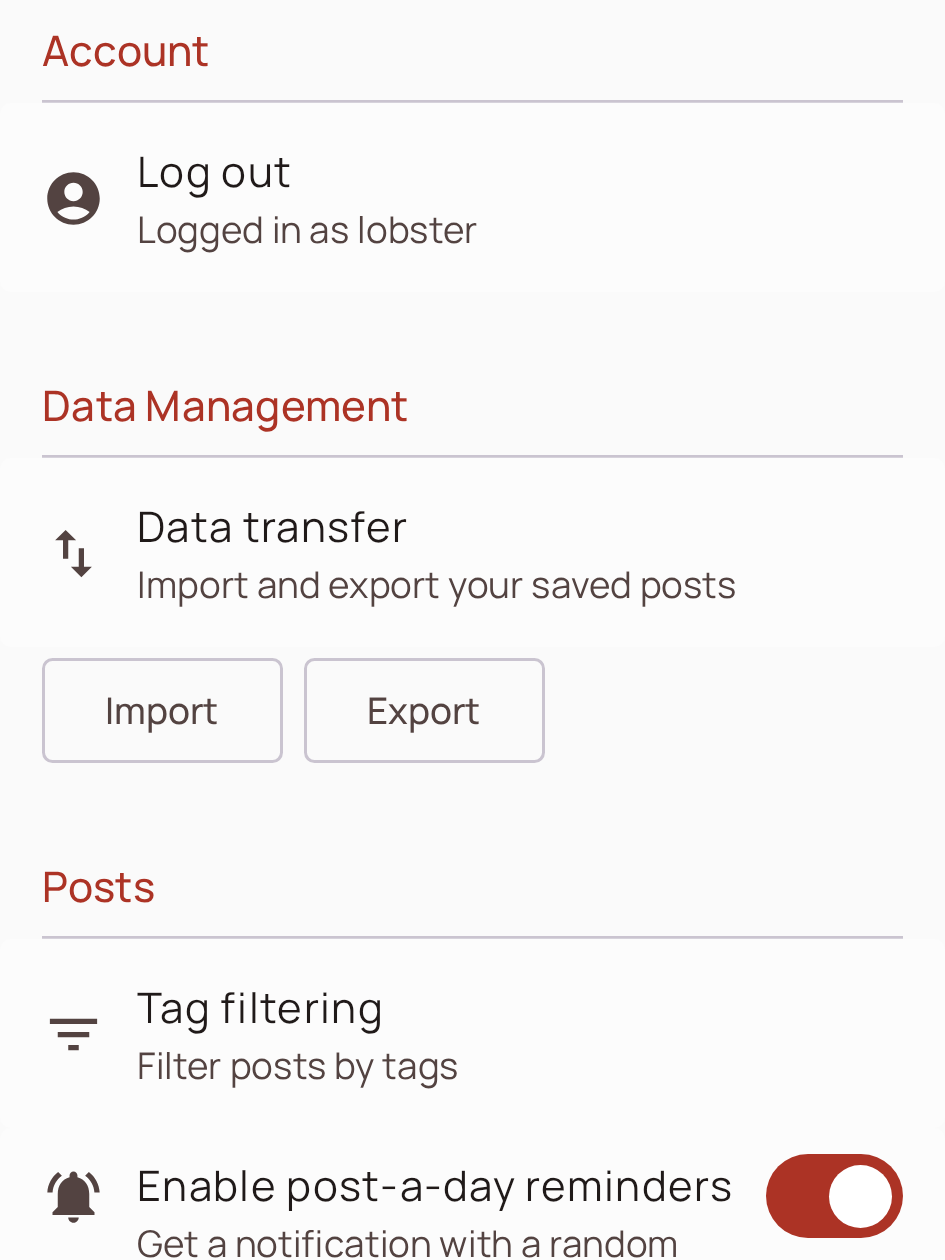 Account
Log out
Logged in as lobster
Data Management
Data transfer
Import and export your saved posts
Import
Export
Posts
Tag filtering
Filter posts by tags
Enable post-a-day reminders
Get a notification with a random